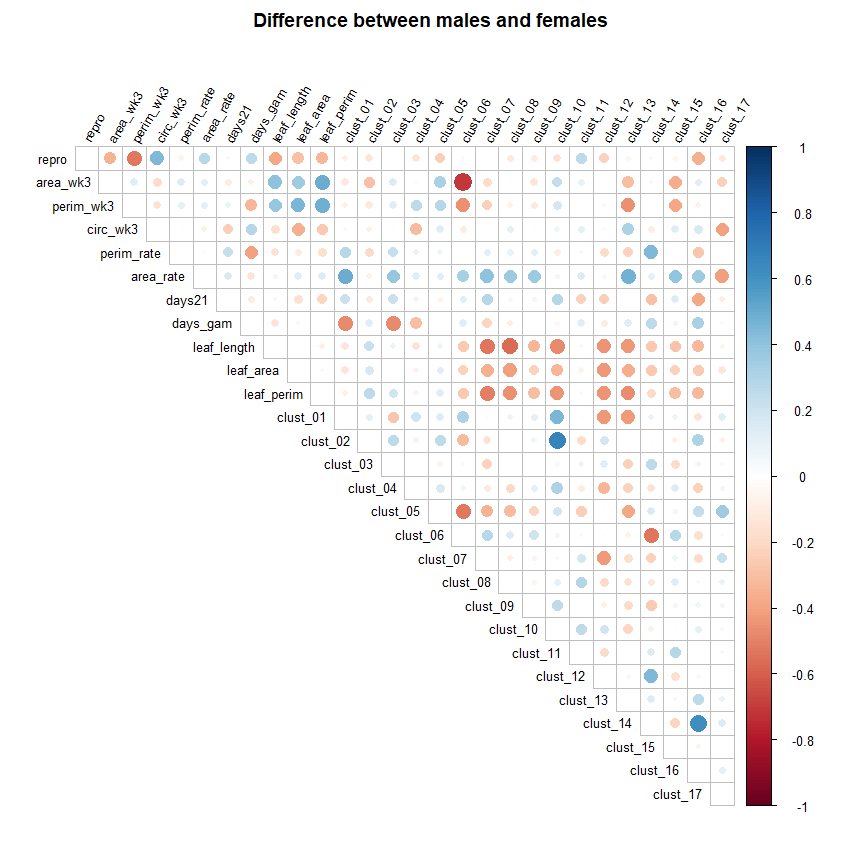 Difference between males and females
repro
area_wk3
perim_wk3
circ_wk3
perim_rate
area_rate
days21
days_gam
leaf_length
leaf_area
leaf_perim
clust_01
clust_02
clust_03
clust_04
clust_05
clust_06
clust_07
clust_08
clust_09
clust_10
clust_11
clust_12
clust_13
clust_14
clust_15
clust_16
clust_17
repro
area_wk3
perim_wk3
circ_wk3
perim_rate
area_rate
days21
days_gam
leaf_length
leaf_area
leaf_perim
clust_01
clust_02
clust_03
clust_04
clust_05
clust_06
clust_07
clust_08
clust_09
clust_10
clust_11
clust_12
clust_13
clust_14
clust_15
clust_16
clust_17
1
0.8
0.6
0.4
0.2
0
-0.2
-0.4
-0.6
-0.8
-1